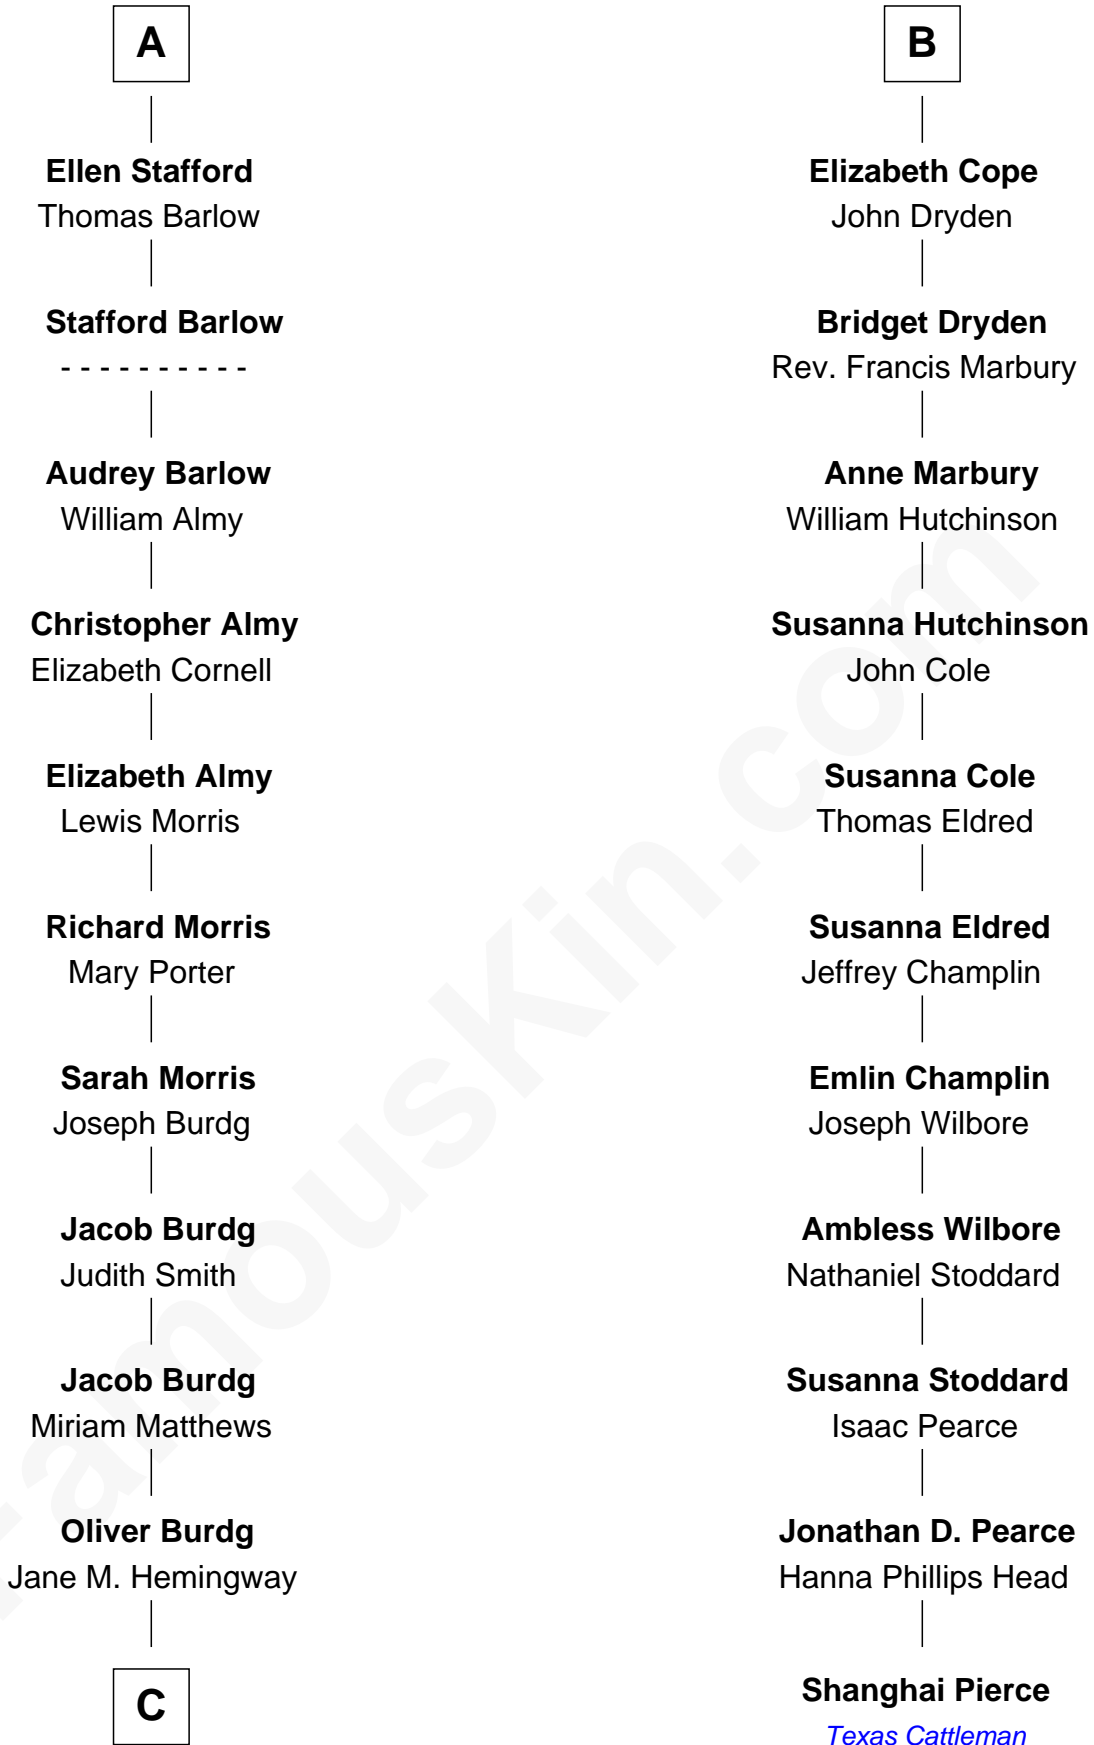 A
Ellen Stafford
Thomas Barlow
Stafford Barlow
- - - - - - - - - -
Audrey Barlow
William Almy
Christopher Almy
Elizabeth Cornell
Elizabeth Almy
Lewis Morris
Richard Morris
Mary Porter
Sarah Morris
Joseph Burdg
Jacob Burdg
Judith Smith
Jacob Burdg
Miriam Matthews
Oliver Burdg
Jane M. Hemingway
C
B
Elizabeth Cope
John Dryden
Bridget Dryden
Rev. Francis Marbury
Anne Marbury
William Hutchinson
Susanna Hutchinson
John Cole
Susanna Cole
Thomas Eldred
Susanna Eldred
Jeffrey Champlin
Emlin Champlin
Joseph Wilbore
Ambless Wilbore
Nathaniel Stoddard
Susanna Stoddard
Isaac Pearce
Jonathan D. Pearce
Hanna Phillips Head
Shanghai Pierce
Texas Cattleman
FamousKin.com